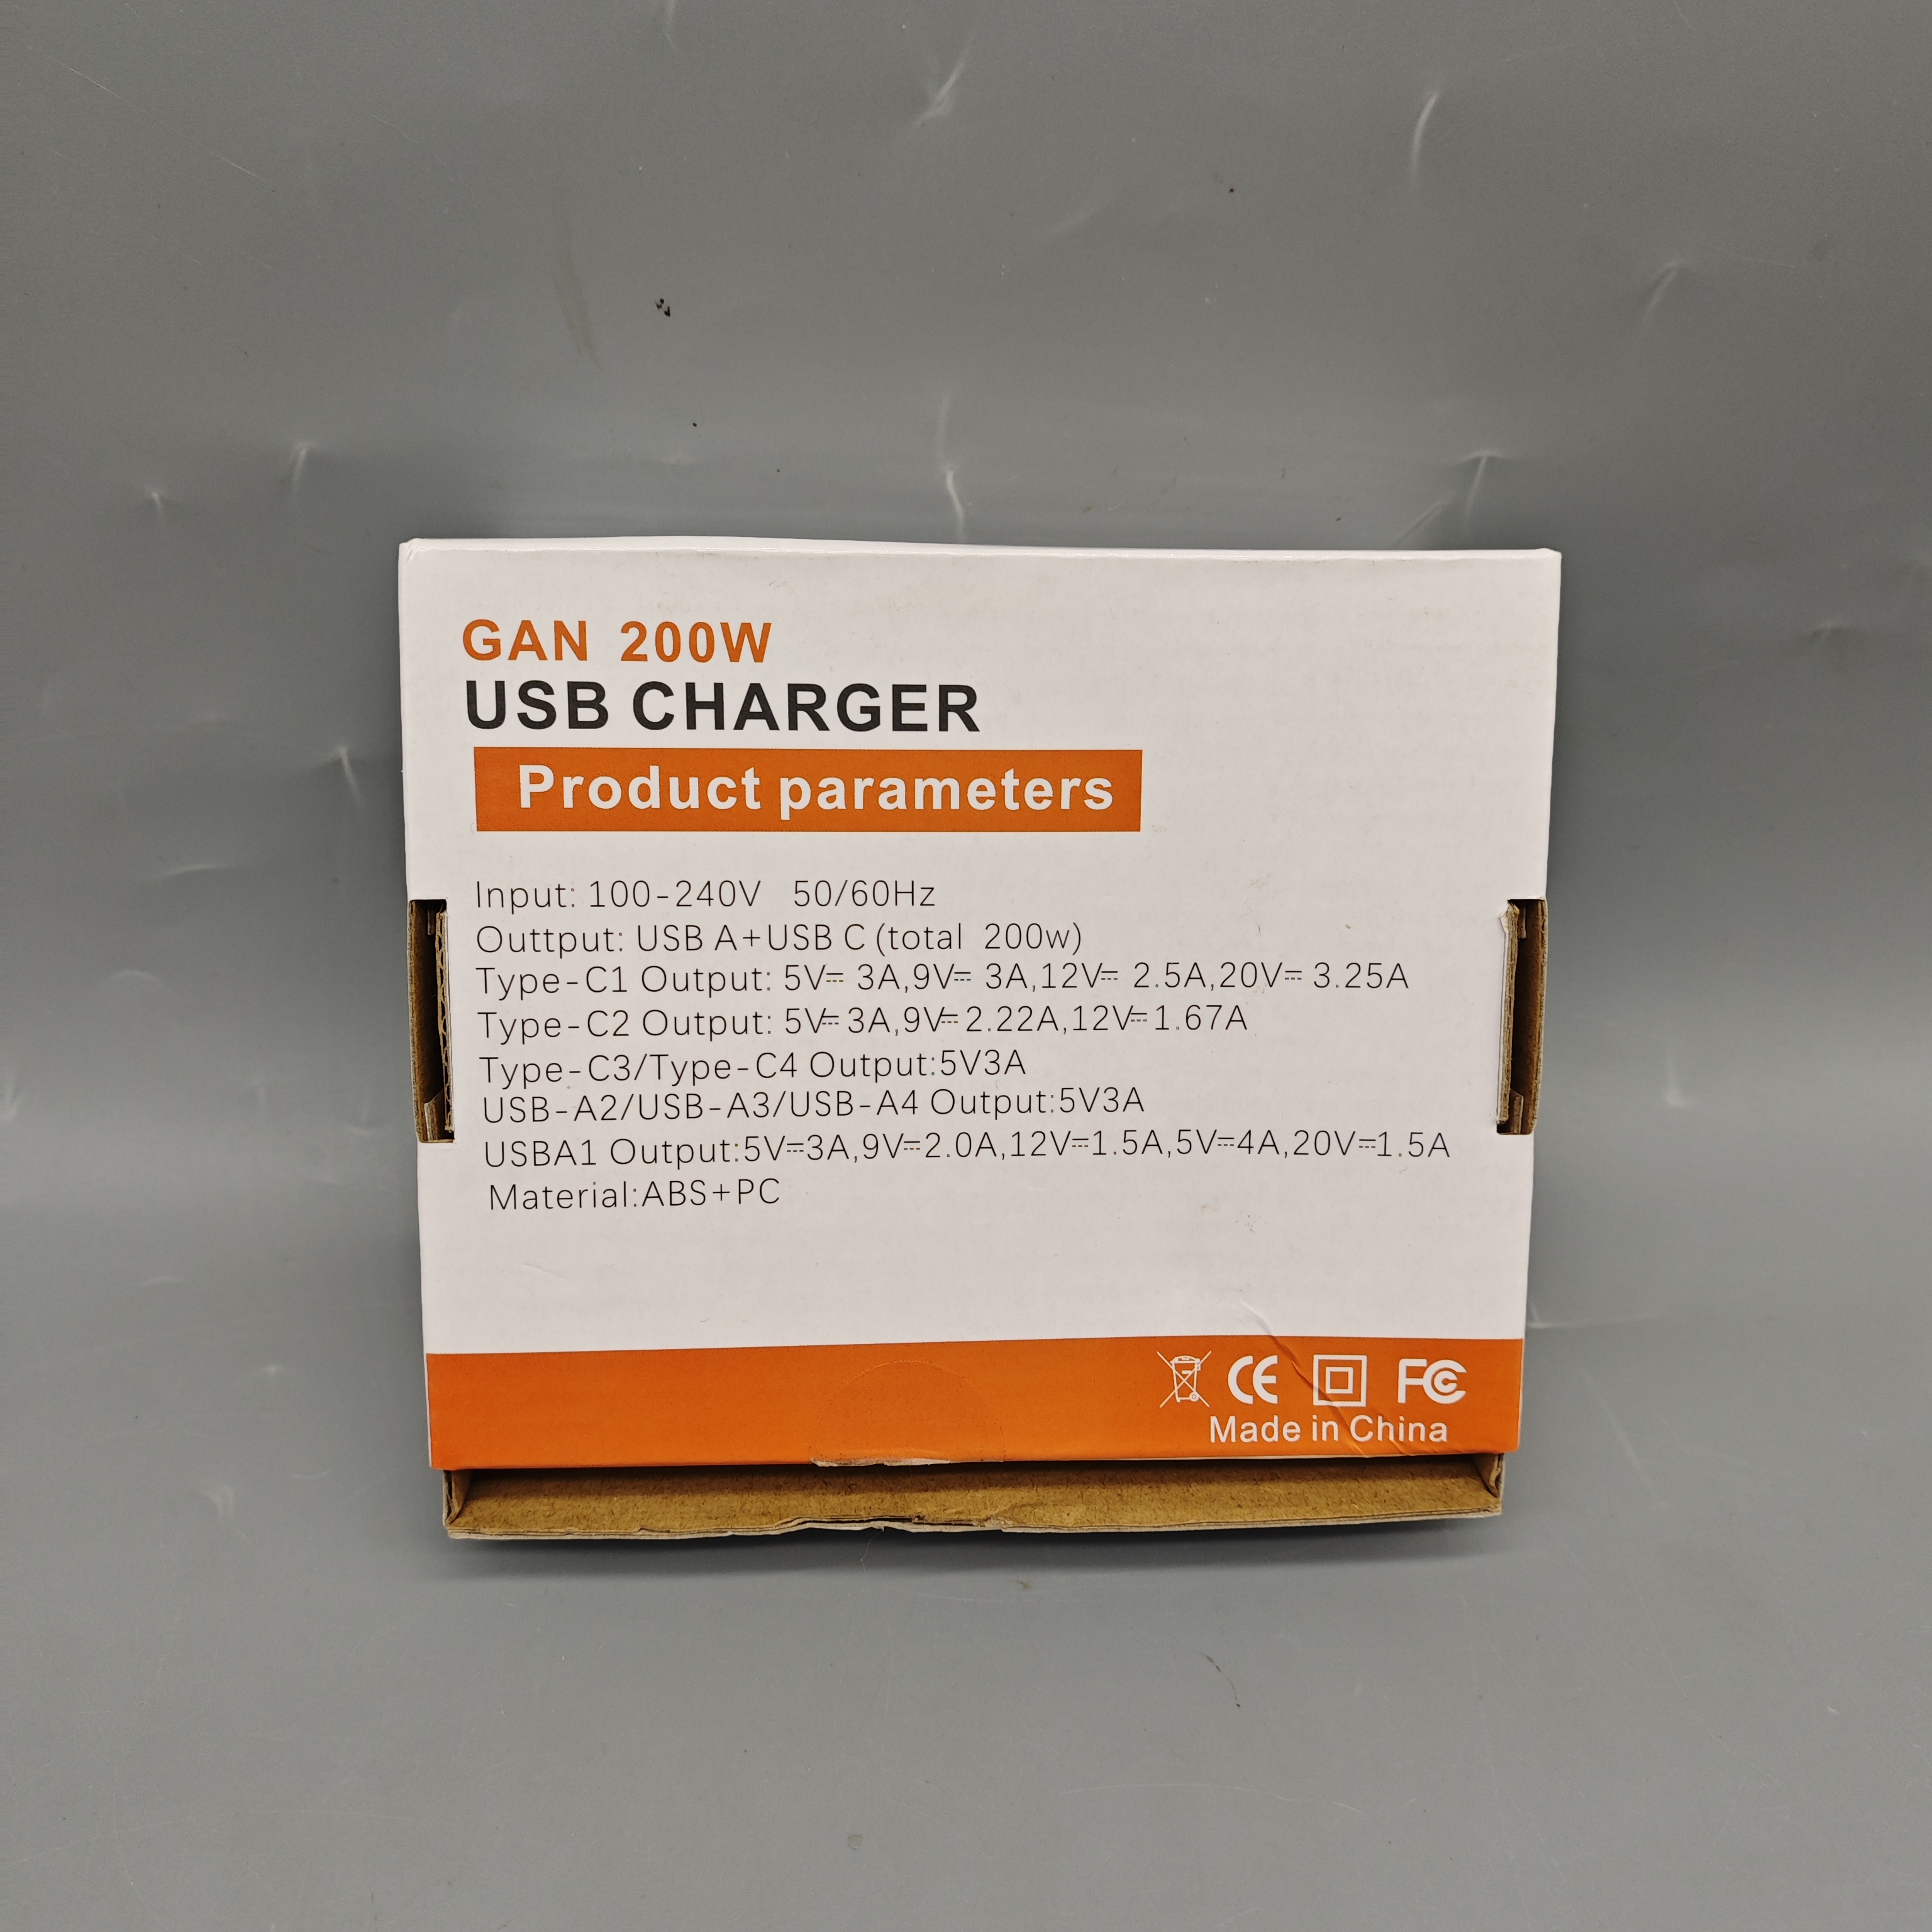 GAN 200W
USB CHARGER
Product parameters
Input: 100-240V 50/60Hz
Outtput: USB A+USB C (total 200w)
Type-C1 Output: 5V⎓ 3A,9V⎓ 3A,12V⎓ 2.5A,20V⎓ 3.25A
Type-C2 Output: 5V⎓3A,9V⎓2.22A,12V⎓1.67A
Type-C3/Type-C4 Output:5V3A
USB-A2/USB-A3/USB-A4 Output:5V3A
USBA1 Output:5V⎓3A,9V⎓2.0A,12V⎓1.5A,5V⎓4A,20V⎓1.5A
Material:ABS+PC
CE FC
Made in China